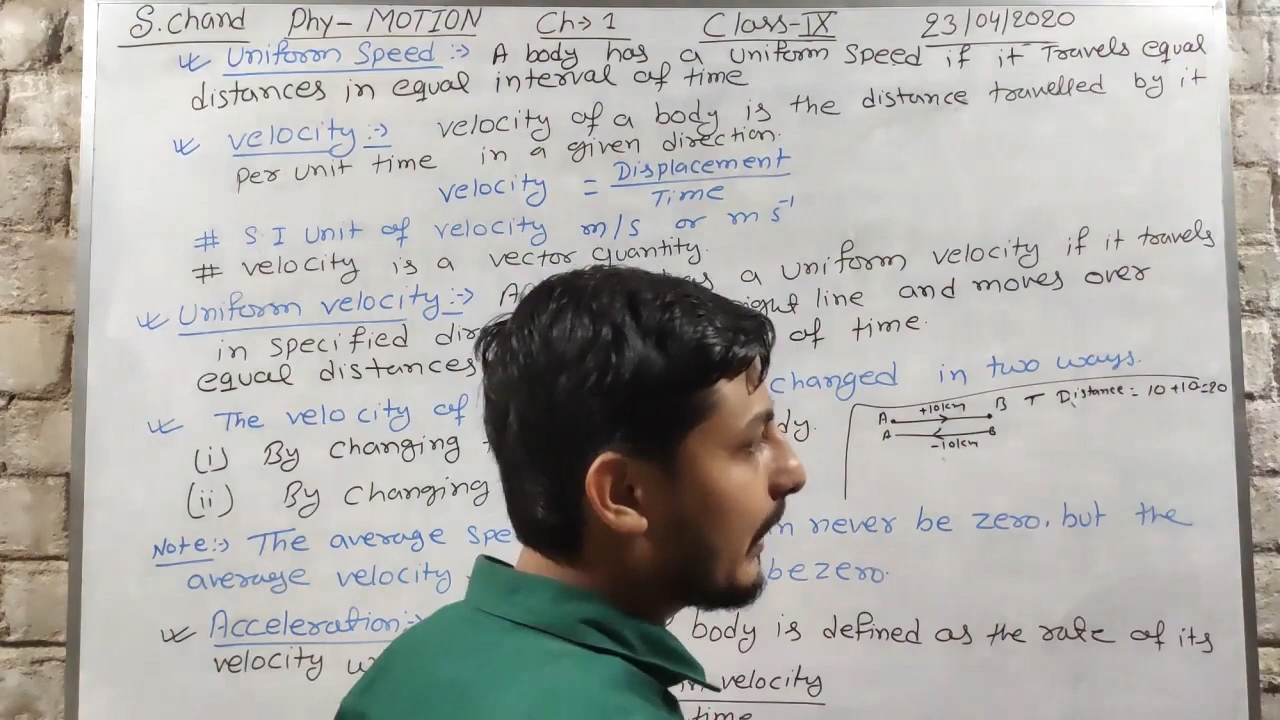 S.Chand Phy- MOTION Ch→1 Class-IX 23/04/2020
Uniform Speed :→ A body has a uniform speed if it Travels equal
distances in equal interval of time
velocity :→ velocity of a body is the distance travelled by it
per unit time in a given direction.
velocity = Displacement
Time
# S.I unit of velocity m/s or m s⁻¹
# velocity is a vector quantity.
Uniform velocity :→ a uniform velocity if it travels
in specified line and moves over
equal distances of time.
The velocity of changed in two ways.
(i) By changing
(ii) By changing
A +10km B Distance = 10+10=20
A -10km B
Note:→ The average never be zero, but the
average velocity be zero.
Acceleration:→ body is defined as the rate of its
velocity
velocity
time